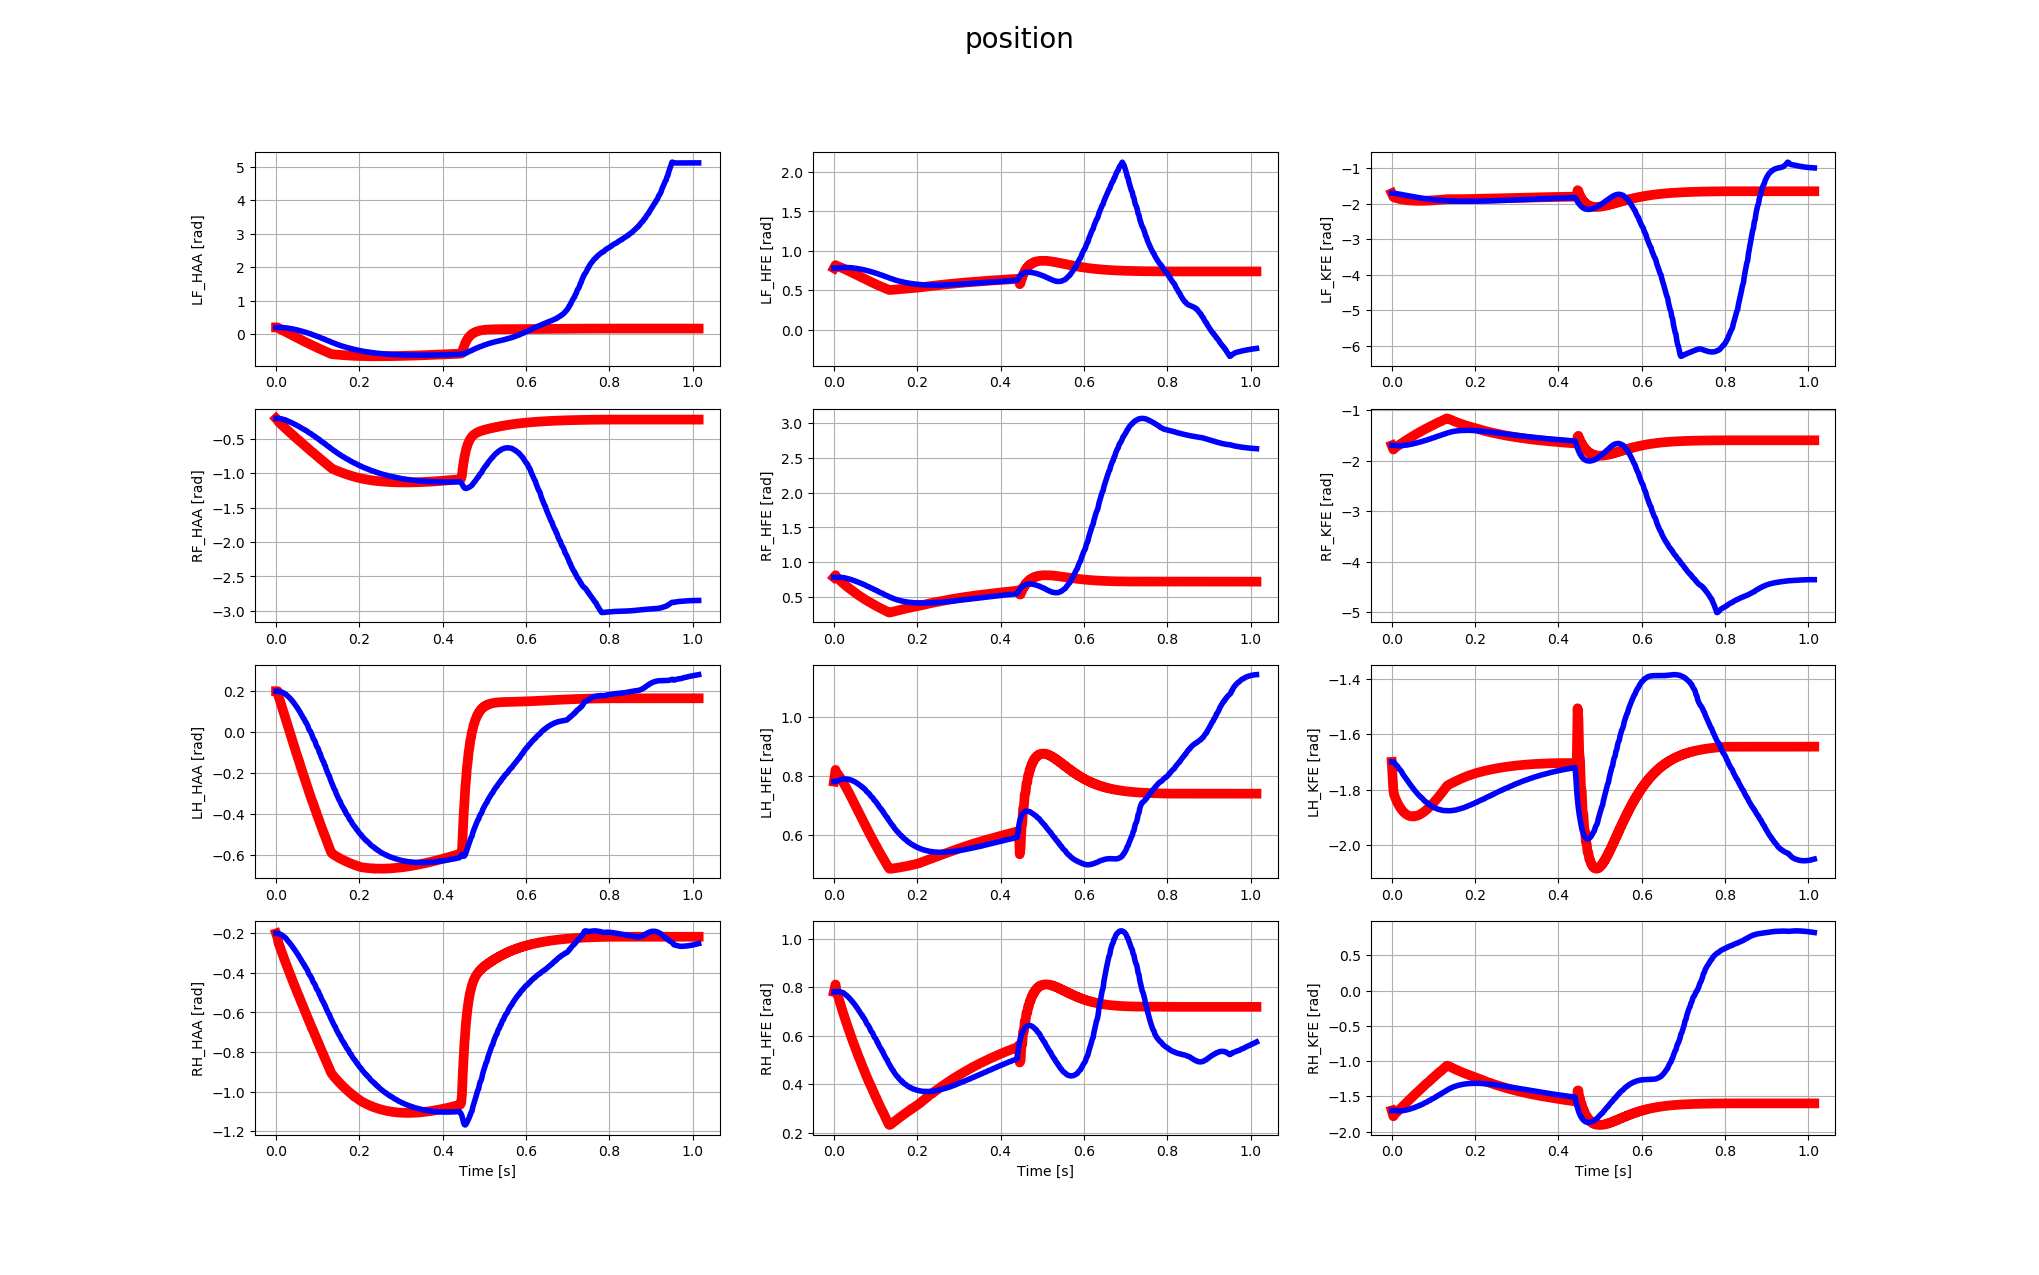 position
LF_HAA [rad]
5
4
3
2
1
0
0.0 0.2 0.4 0.6 0.8 1.0
LF_HFE [rad]
2.0
1.5
1.0
0.5
0.0
0.0 0.2 0.4 0.6 0.8 1.0
LF_KFE [rad]
−1
−2
−3
−4
−5
−6
0.0 0.2 0.4 0.6 0.8 1.0
RF_HAA [rad]
−0.5
−1.0
−1.5
−2.0
−2.5
−3.0
0.0 0.2 0.4 0.6 0.8 1.0
RF_HFE [rad]
3.0
2.5
2.0
1.5
1.0
0.5
0.0 0.2 0.4 0.6 0.8 1.0
RF_KFE [rad]
−1
−2
−3
−4
−5
0.0 0.2 0.4 0.6 0.8 1.0
LH_HAA [rad]
0.2
0.0
−0.2
−0.4
−0.6
0.0 0.2 0.4 0.6 0.8 1.0
LH_HFE [rad]
1.0
0.8
0.6
0.0 0.2 0.4 0.6 0.8 1.0
LH_KFE [rad]
−1.4
−1.6
−1.8
−2.0
0.0 0.2 0.4 0.6 0.8 1.0
RH_HAA [rad]
−0.2
−0.4
−0.6
−0.8
−1.0
−1.2
0.0 0.2 0.4 0.6 0.8 1.0
Time [s]
RH_HFE [rad]
1.0
0.8
0.6
0.4
0.2
0.0 0.2 0.4 0.6 0.8 1.0
Time [s]
RH_KFE [rad]
0.5
0.0
−0.5
−1.0
−1.5
−2.0
0.0 0.2 0.4 0.6 0.8 1.0
Time [s]